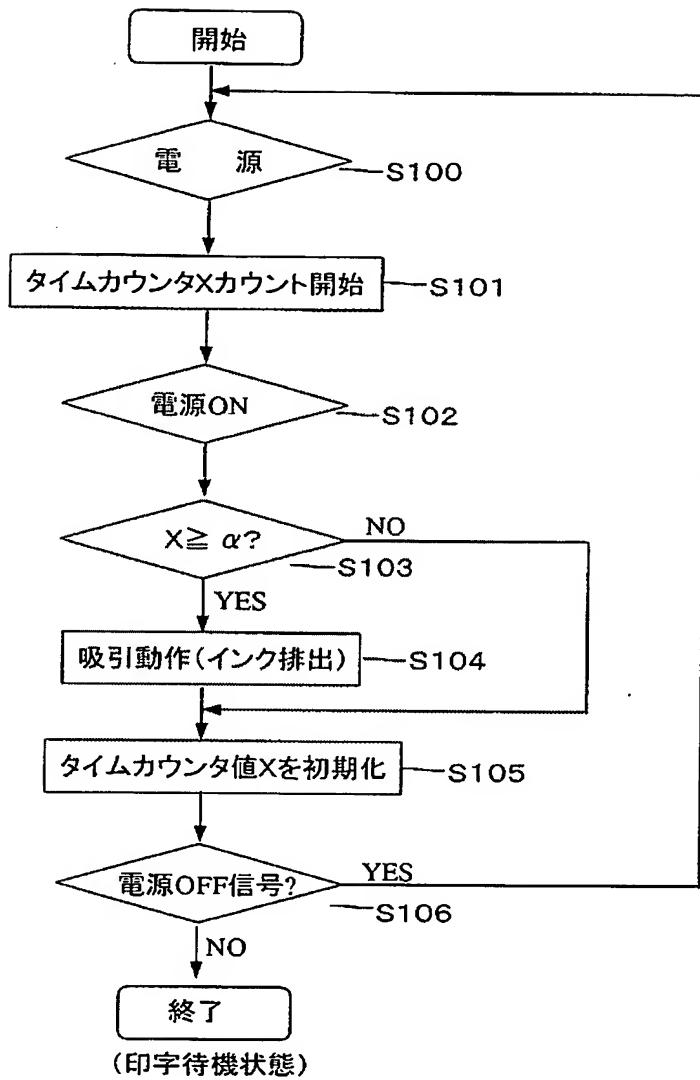 開始
電 源
S100
タイムカウンタXカウント開始
S101
電源ON
S102
X≧ α?
NO
S103
YES
吸引動作(インク排出)
S104
タイムカウンタ値Xを初期化
S105
電源OFF信号?
YES
S106
NO
終了
(印字待機状態)